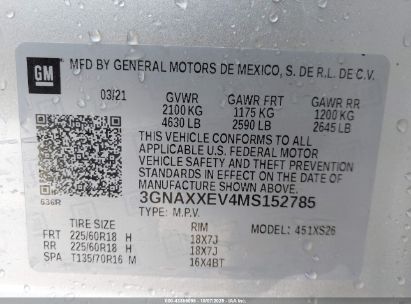 GM
MFD BY GENERAL MOTORS DE MEXICO, S. DE R.L. DE C.V.
03/21 GVWR GAWR FRT GAWR RR
2100 KG 1175 KG 1200 KG
4630 LB 2590 LB 2645 LB
THIS VEHICLE CONFORMS TO ALL
APPLICABLE U.S. FEDERAL MOTOR
VEHICLE SAFETY AND THEFT PREVENTION
STANDARDS IN EFFECT ON THE DATE OF
MANUFACTURE SHOWN ABOVE.
636R 3GNAXXEV4MS152785
TYPE: M.P.V. MODEL: 451XS26
TIRE SIZE RIM
FRT 225/60R18 H 18X7J
RR 225/60R18 H 18X7J
SPA T135/70R16 M 16X4BT